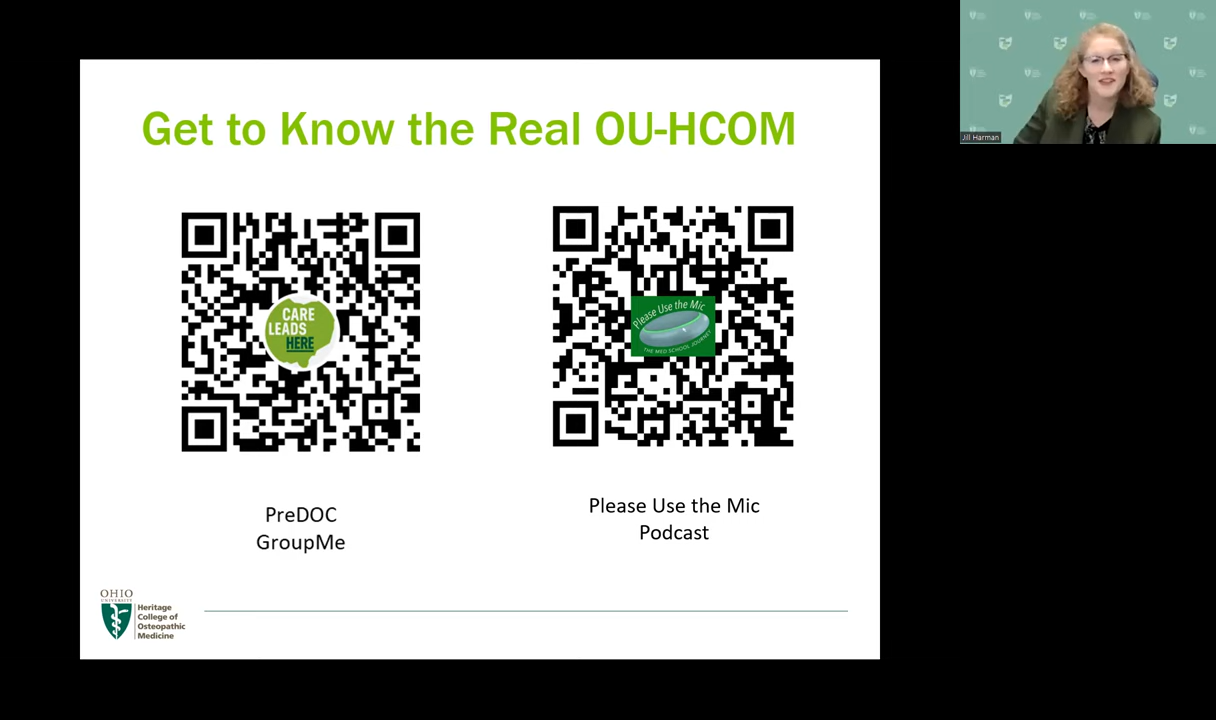 Get to Know the Real OU-HCOM
Jill Harman
CARE
LEADS
HERE
Please Use the Mic
THE MED SCHOOL JOURNEY
PreDOC
GroupMe
Please Use the Mic
Podcast
OHIO
UNIVERSITY
Heritage
College of
Osteopathic
Medicine